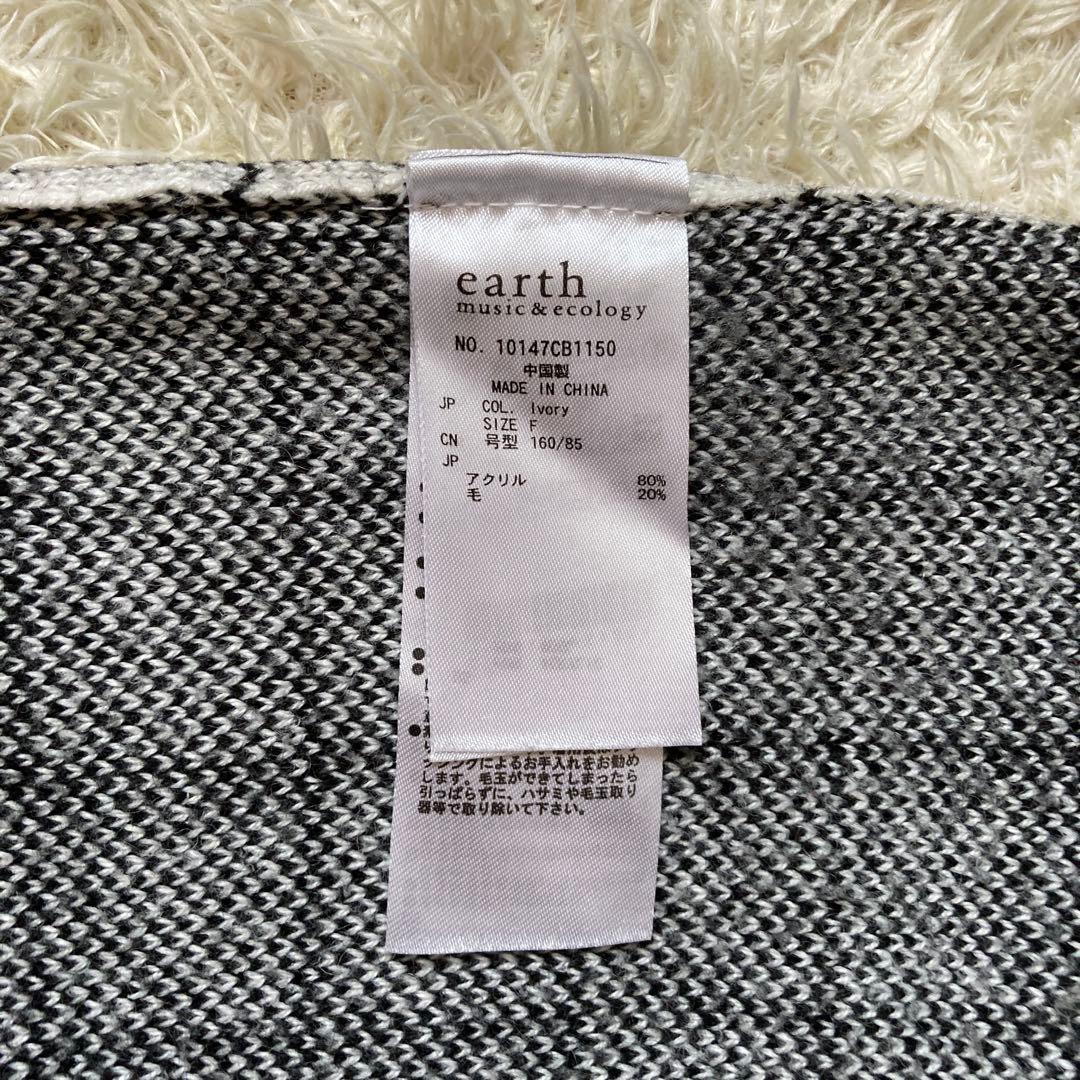 earth
music&ecology
NO. 10147CB1150
中国製
MADE IN CHINA
JP COL. Ivory
SIZE F
CN 号型 160/85
JP
アクリル 80%
毛 20%
ングによるお手入れをお勧め
します。毛玉ができてしまったら
引っぱらずに、ハサミや毛玉取り
器等で取り除いて下さい。